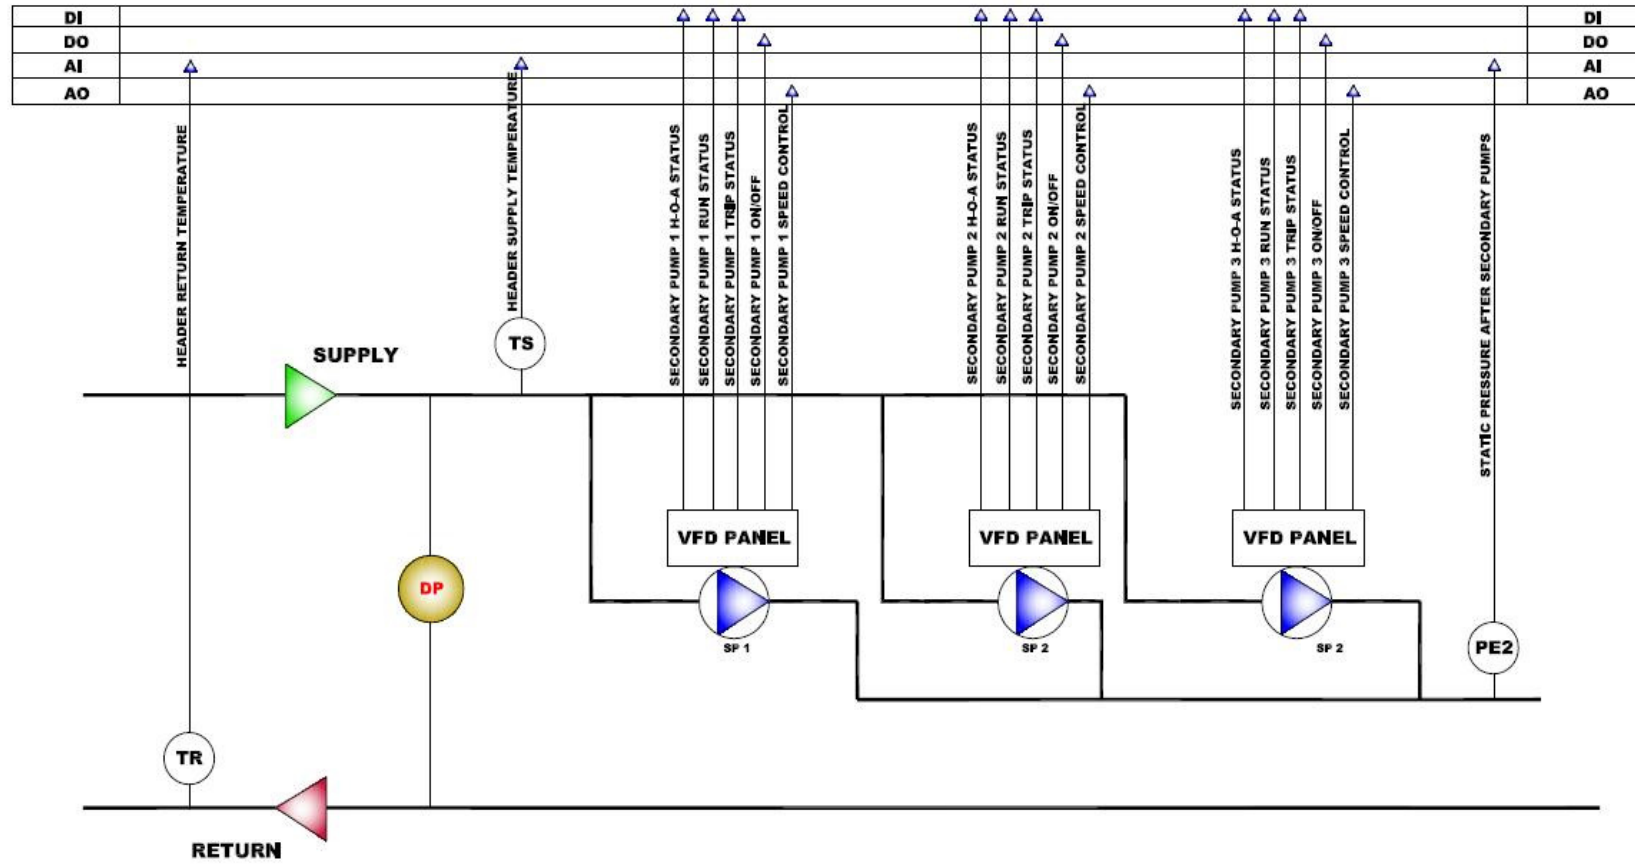 DI
DI
DO
DO
AI
AI
AO
AO
HEADER RETURN TEMPERATURE
HEADER SUPPLY TEMPERATURE
SECONDARY PUMP 1 H-O-A STATUS
SECONDARY PUMP 1 RUN STATUS
SECONDARY PUMP 1 TRIP STATUS
SECONDARY PUMP 1 ON/OFF
SECONDARY PUMP 1 SPEED CONTROL
SECONDARY PUMP 2 H-O-A STATUS
SECONDARY PUMP 2 RUN STATUS
SECONDARY PUMP 2 TRIP STATUS
SECONDARY PUMP 2 ON/OFF
SECONDARY PUMP 2 SPEED CONTROL
SECONDARY PUMP 3 H-O-A STATUS
SECONDARY PUMP 3 RUN STATUS
SECONDARY PUMP 3 TRIP STATUS
SECONDARY PUMP 3 ON/OFF
SECONDARY PUMP 3 SPEED CONTROL
STATIC PRESSURE AFTER SECONDARY PUMPS
TS
SUPPLY
VFD PANEL
VFD PANEL
VFD PANEL
DP
SP 1
SP 2
SP 2
PE2
TR
RETURN